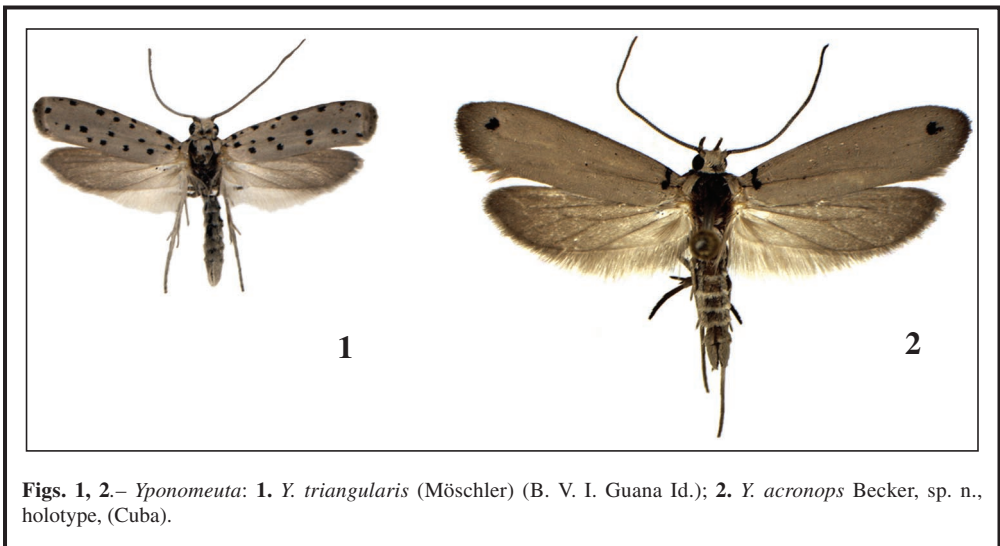 1
2
Figs. 1, 2.– Yponomeuta: 1. Y. triangularis (Möschler) (B. V. I. Guana Id.); 2. Y. acronops Becker, sp. n.,
holotype, (Cuba).